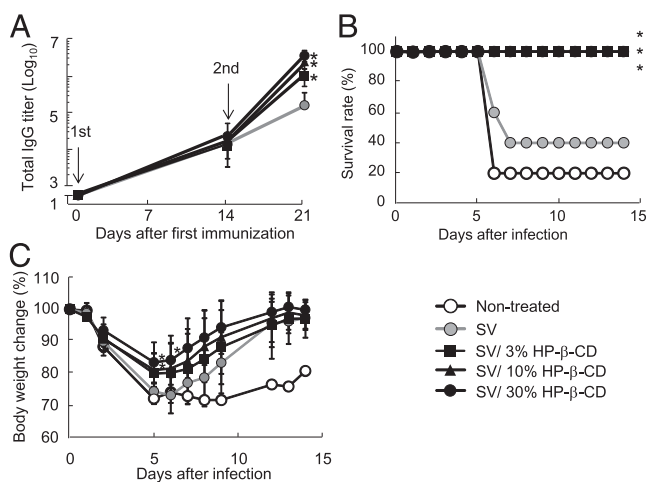 A
Total IgG titer (Log10)
7
5
3
1
1st
2nd
*
*
*
0
7
14
21
Days after first immunization
B
Survival rate (%)
100
80
60
40
20
0
*
*
*
0
5
10
15
Days after infection
C
Body weight change (%)
110
100
90
80
70
60
*
*
*
0
5
10
15
Days after infection
Non-treated
SV
SV/ 3% HP-β-CD
SV/ 10% HP-β-CD
SV/ 30% HP-β-CD